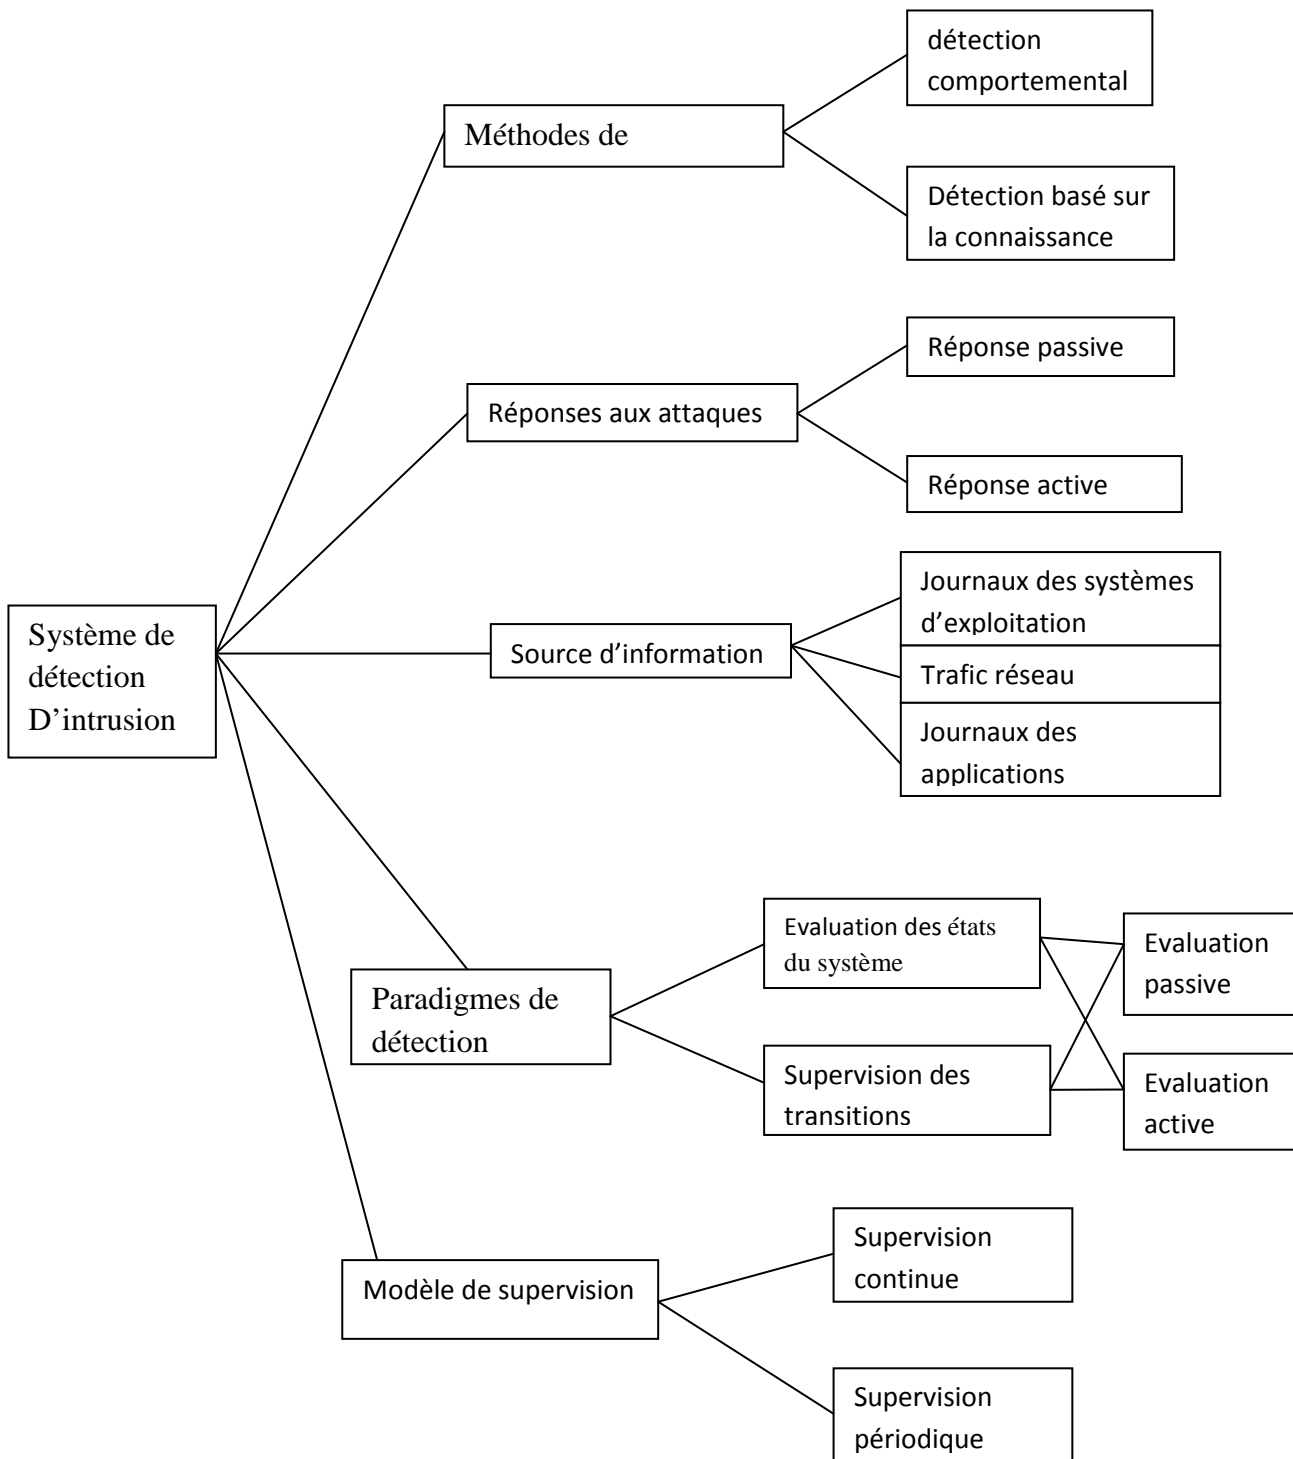 détection
comportemental
Méthodes de
Détection basé sur
la connaissance
Réponse passive
Réponses aux attaques
Réponse active
Journaux des systèmes
d’exploitation
Système de
détection
D’intrusion
Source d’information
Trafic réseau
Journaux des
applications
Evaluation des états
du système
Evaluation
passive
Paradigmes de
détection
Supervision des
transitions
Evaluation
active
Supervision
continue
Modèle de supervision
Supervision
périodique